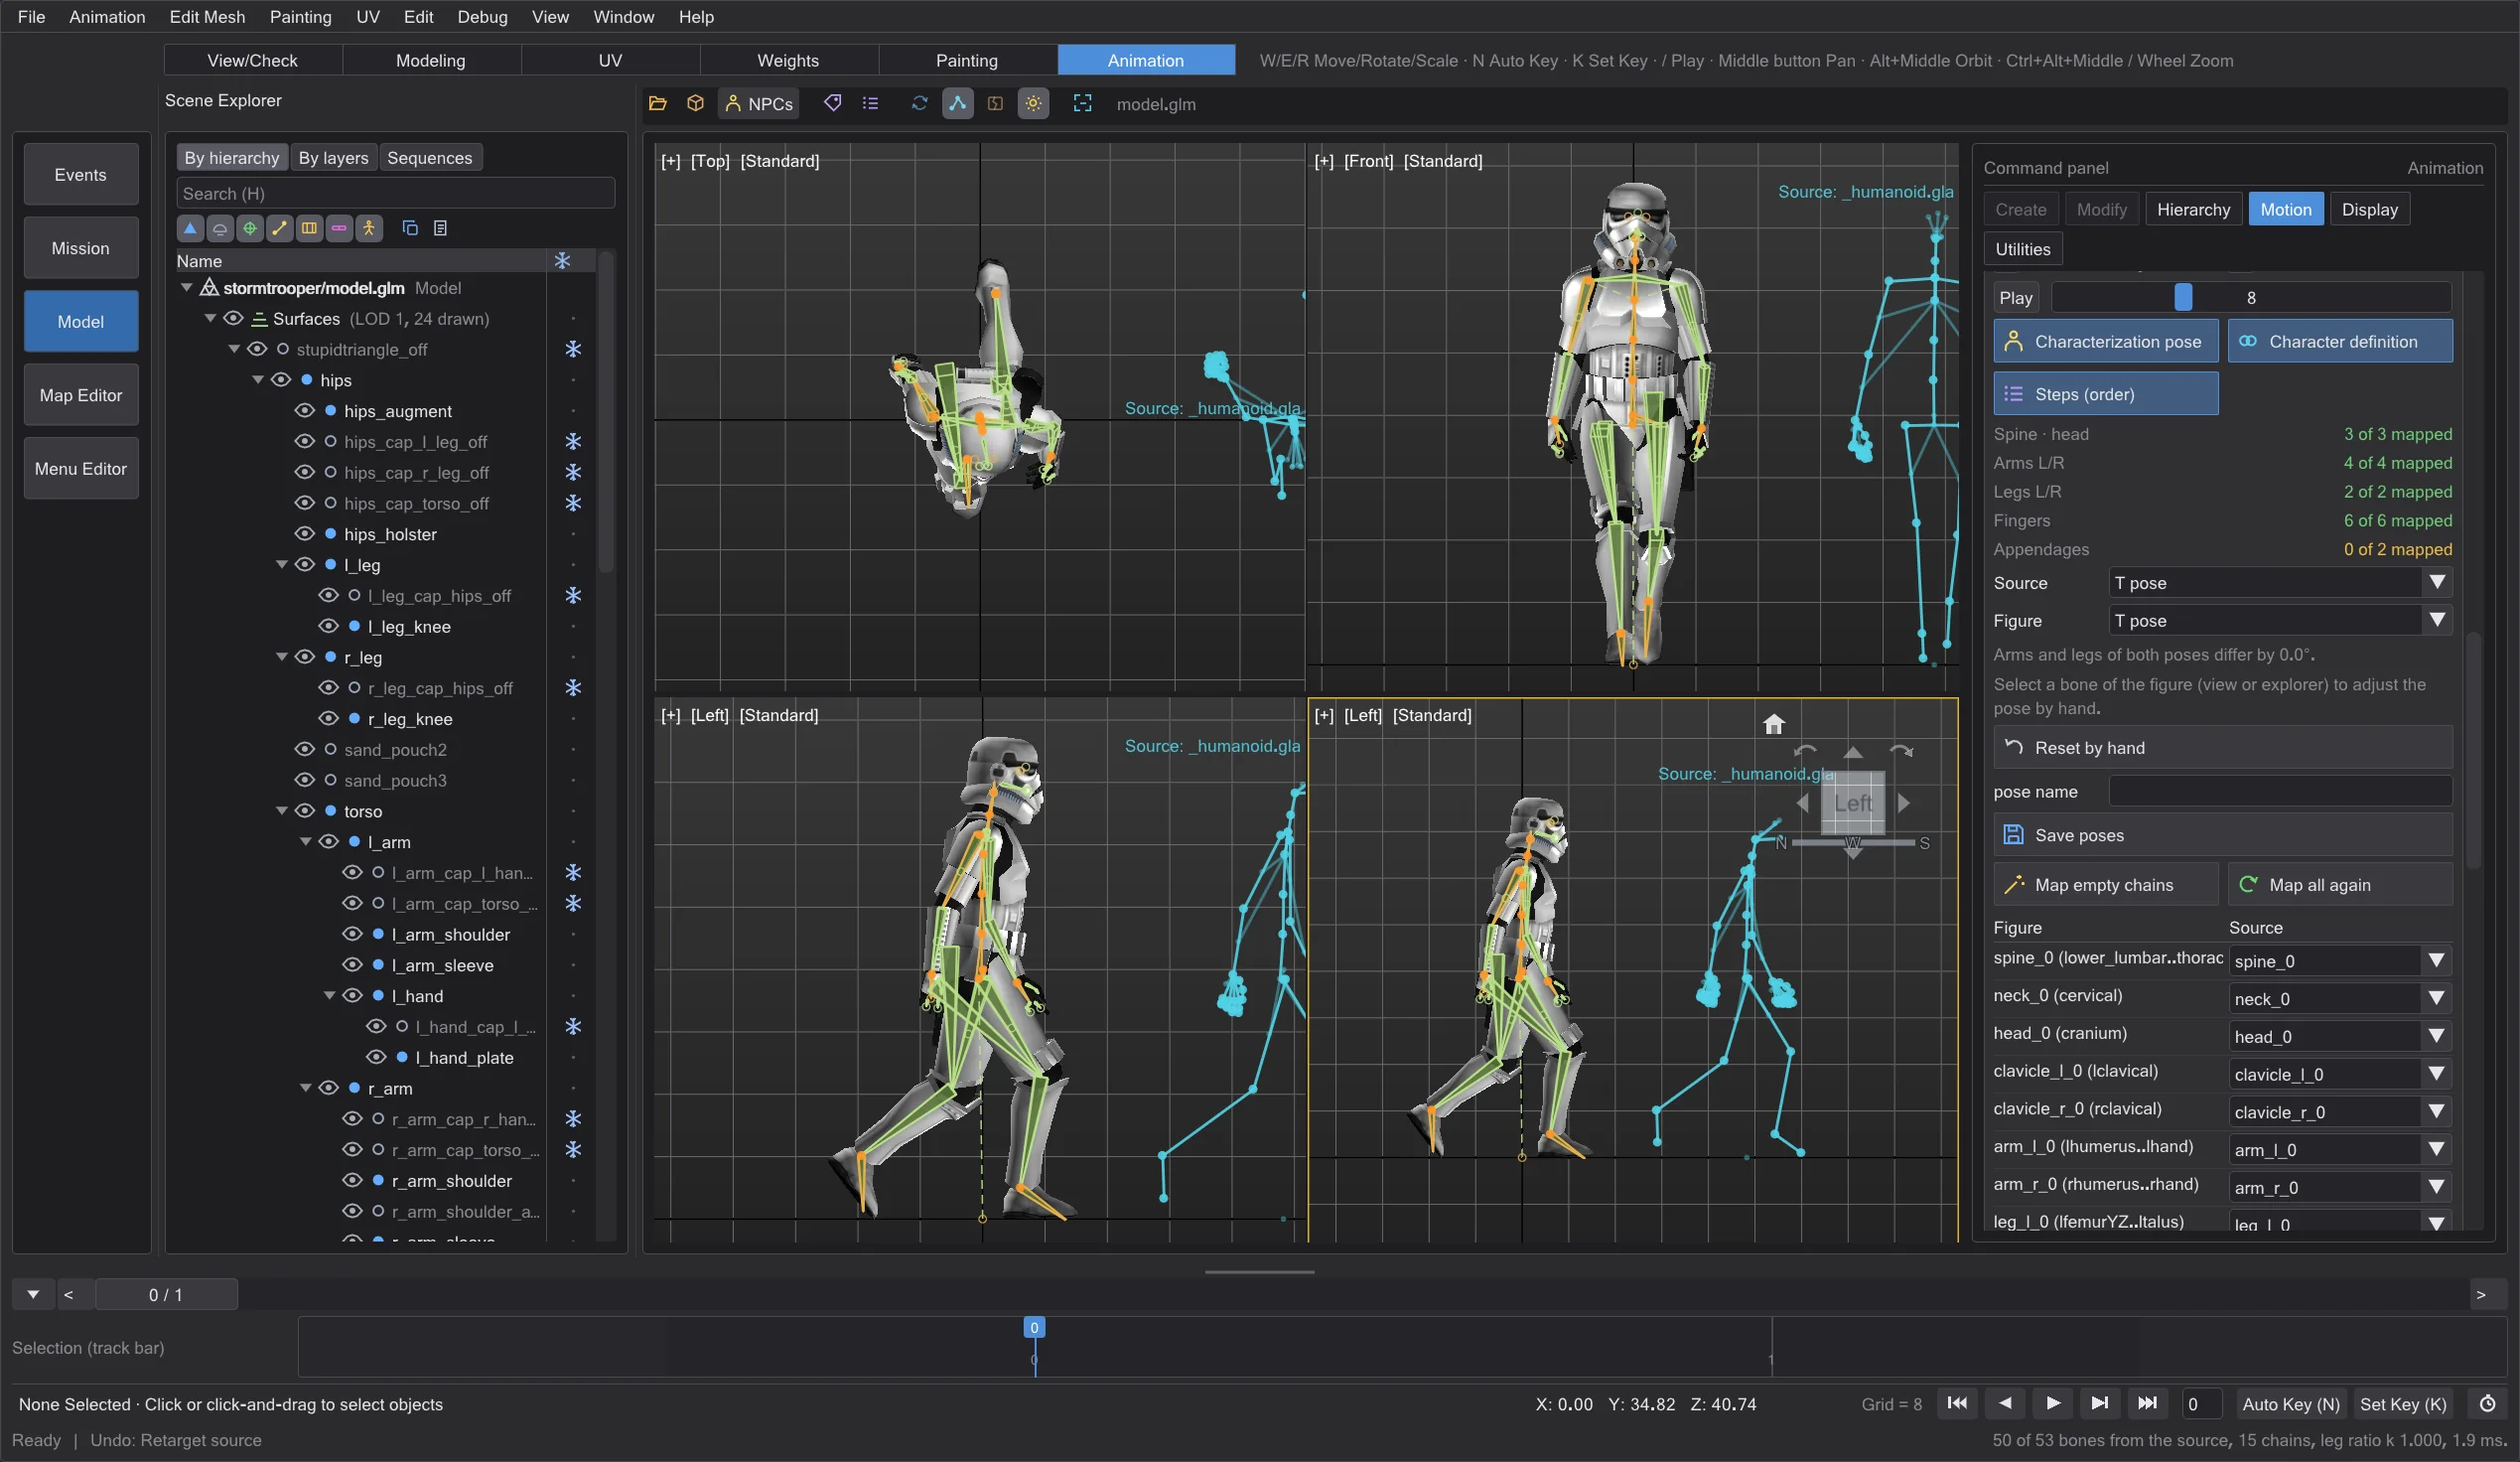 File Animation Edit Mesh Painting UV Edit Debug View Window Help
View/Check Modeling UV Weights Painting Animation W/E/R Move/Rotate/Scale · N Auto Key · K Set Key · / Play · Middle button Pan · Alt+Middle Orbit · Ctrl+Alt+Middle / Wheel Zoom
Scene Explorer
NPCs model.glm
Events
Mission
Model
Map Editor
Menu Editor
By hierarchy By layers Sequences
Search (H)
Name
stormtrooper/model.glm Model
Surfaces (LOD 1, 24 drawn)
stupidtriangle_off
hips
hips_augment
hips_cap_l_leg_off
hips_cap_r_leg_off
hips_cap_torso_off
hips_holster
l_leg
l_leg_cap_hips_off
l_leg_knee
r_leg
r_leg_cap_hips_off
r_leg_knee
sand_pouch2
sand_pouch3
torso
l_arm
l_arm_cap_l_han...
l_arm_cap_torso_...
l_arm_shoulder
l_arm_sleeve
l_hand
l_hand_cap_l_...
l_hand_plate
r_arm
r_arm_cap_r_han...
r_arm_cap_torso_...
r_arm_shoulder
r_arm_shoulder_a...
[+] [Top] [Standard]
Source: _humanoid.gla
[+] [Front] [Standard]
Source: _humanoid.gla
[+] [Left] [Standard]
Source: _humanoid.gla
[+] [Left] [Standard]
Source: _humanoid.gla
Left
N W S
Command panel Animation
Create Modify Hierarchy Motion Display
Utilities
Play 8
Characterization pose Character definition
Steps (order)
Spine · head 3 of 3 mapped
Arms L/R 4 of 4 mapped
Legs L/R 2 of 2 mapped
Fingers 6 of 6 mapped
Appendages 0 of 2 mapped
Source T pose
Figure T pose
Arms and legs of both poses differ by 0.0°.
Select a bone of the figure (view or explorer) to adjust the
pose by hand.
Reset by hand
pose name
Save poses
Map empty chains Map all again
Figure Source
spine_0 (lower_lumbar..thorac spine_0
neck_0 (cervical) neck_0
head_0 (cranium) head_0
clavicle_l_0 (lclavical) clavicle_l_0
clavicle_r_0 (rclavical) clavicle_r_0
arm_l_0 (lhumerus..lhand) arm_l_0
arm_r_0 (rhumerus..rhand) arm_r_0
leg_l_0 (lfemurYZ..ltalus) leg_l_0
< 0 / 1 >
0
Selection (track bar) 0 1
None Selected · Click or click-and-drag to select objects X: 0.00 Y: 34.82 Z: 40.74 Grid = 8 0 Auto Key (N) Set Key (K)
Ready | Undo: Retarget source 50 of 53 bones from the source, 15 chains, leg ratio k 1.000, 1.9 ms.